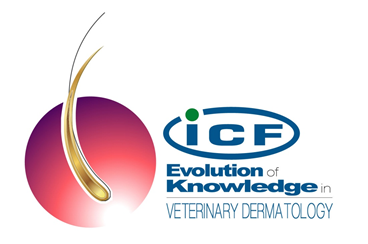 iCF
Evolution of
Knowledge in
VETERINARY DERMATOLOGY